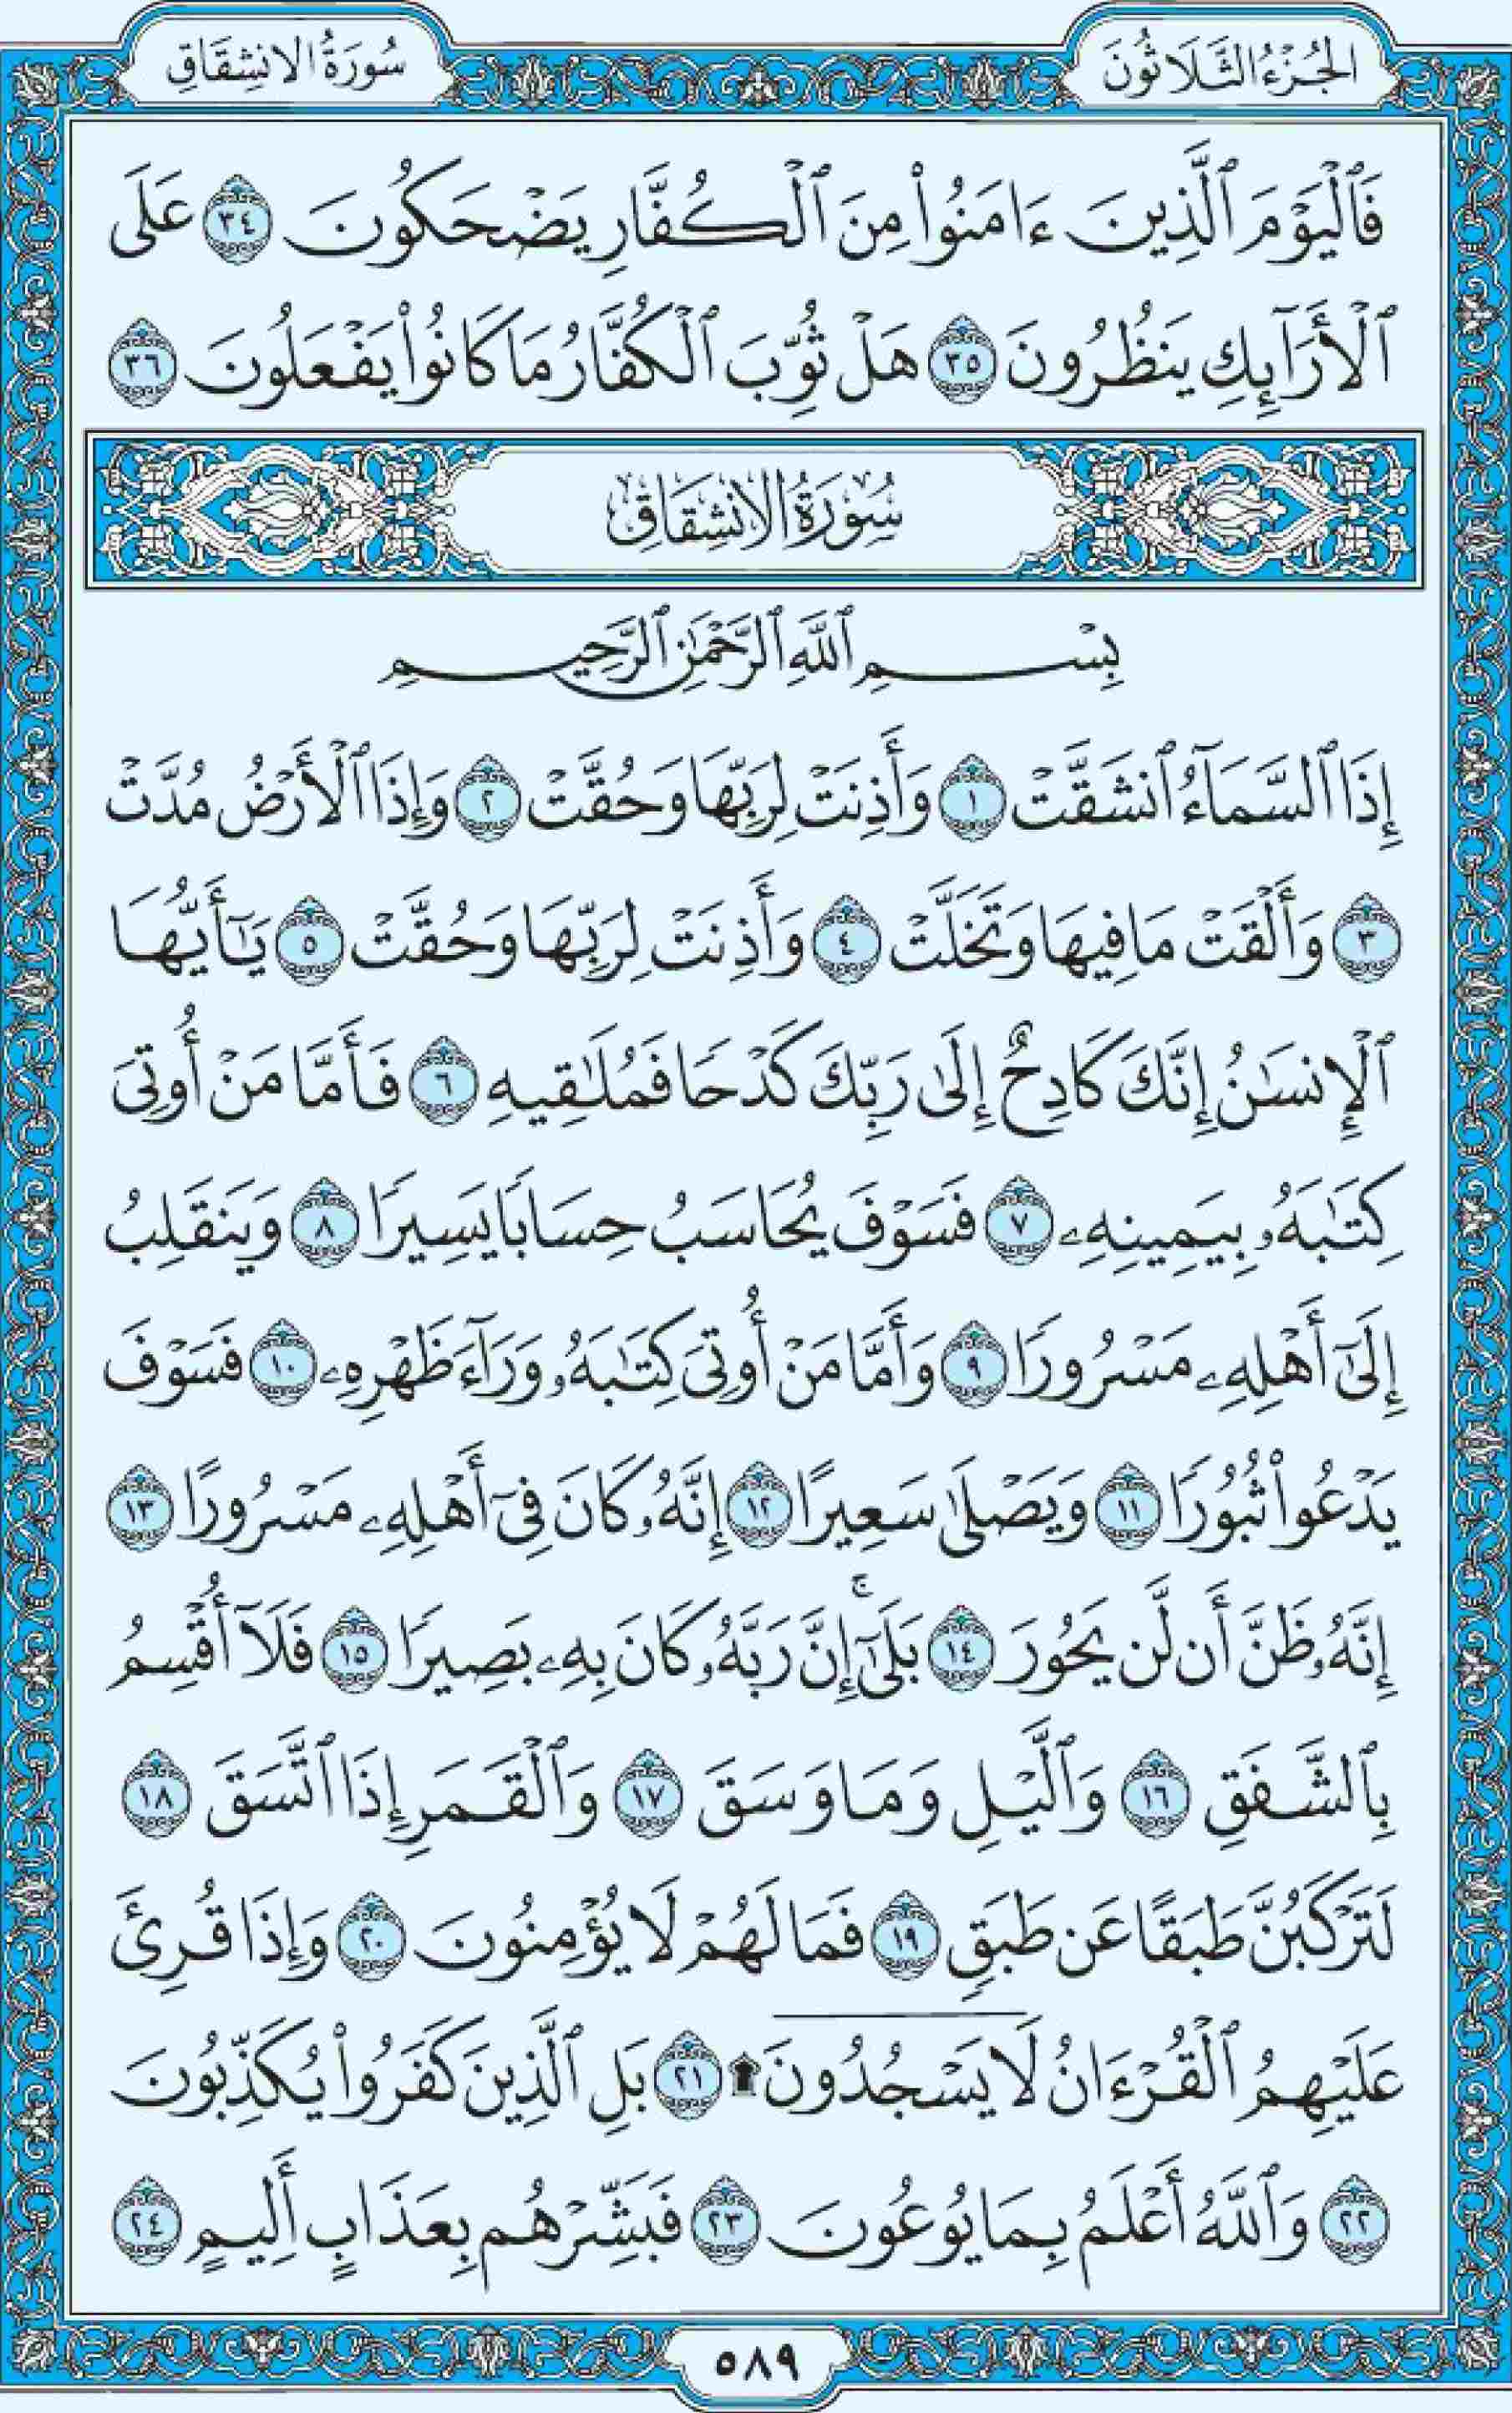 الجُزْءُ الثَّلَاثُونَ
سُورَةُ الانشِقَاقِ
فَٱلْيَوْمَ ٱلَّذِينَ ءَامَنُوا۟ مِنَ ٱلْكُفَّارِ يَضْحَكُونَ ٣٤ عَلَى
ٱلْأَرَآئِكِ يَنظُرُونَ ٣٥ هَلْ ثُوِّبَ ٱلْكُفَّارُ مَا كَانُوا۟ يَفْعَلُونَ ٣٦
سُورَةُ الانشِقَاقِ
بِسْمِ ٱللَّهِ ٱلرَّحْمَٰنِ ٱلرَّحِيمِ
إِذَا ٱلسَّمَآءُ ٱنشَقَّتْ ١ وَأَذِنَتْ لِرَبِّهَا وَحُقَّتْ ٢ وَإِذَا ٱلْأَرْضُ مُدَّتْ
٣ وَأَلْقَتْ مَا فِيهَا وَتَخَلَّتْ ٤ وَأَذِنَتْ لِرَبِّهَا وَحُقَّتْ ٥ يَٰٓأَيُّهَا
ٱلْإِنسَٰنُ إِنَّكَ كَادِحٌ إِلَىٰ رَبِّكَ كَدْحًا فَمُلَٰقِيهِ ٦ فَأَمَّا مَنْ أُوتِىَ
كِتَٰبَهُۥ بِيَمِينِهِۦ ٧ فَسَوْفَ يُحَاسَبُ حِسَابًا يَسِيرًا ٨ وَيَنقَلِبُ
إِلَىٰٓ أَهْلِهِۦ مَسْرُورًا ٩ وَأَمَّا مَنْ أُوتِىَ كِتَٰبَهُۥ وَرَآءَ ظَهْرِهِۦ ١٠ فَسَوْفَ
يَدْعُوا۟ ثُبُورًا ١١ وَيَصْلَىٰ سَعِيرًا ١٢ إِنَّهُۥ كَانَ فِىٓ أَهْلِهِۦ مَسْرُورًا ١٣
إِنَّهُۥ ظَنَّ أَن لَّن يَحُورَ ١٤ بَلَىٰٓ ۚ إِنَّ رَبَّهُۥ كَانَ بِهِۦ بَصِيرًا ١٥ فَلَآ أُقْسِمُ
بِٱلشَّفَقِ ١٦ وَٱلَّيْلِ وَمَا وَسَقَ ١٧ وَٱلْقَمَرِ إِذَا ٱتَّسَقَ ١٨
لَتَرْكَبُنَّ طَبَقًا عَن طَبَقٍ ١٩ فَمَا لَهُمْ لَا يُؤْمِنُونَ ٢٠ وَإِذَا قُرِئَ
عَلَيْهِمُ ٱلْقُرْءَانُ لَا يَسْجُدُونَ ۩ ٢١ بَلِ ٱلَّذِينَ كَفَرُوا۟ يُكَذِّبُونَ
٢٢ وَٱللَّهُ أَعْلَمُ بِمَا يُوعُونَ ٢٣ فَبَشِّرْهُم بِعَذَابٍ أَلِيمٍ ٢٤
٥٨٩